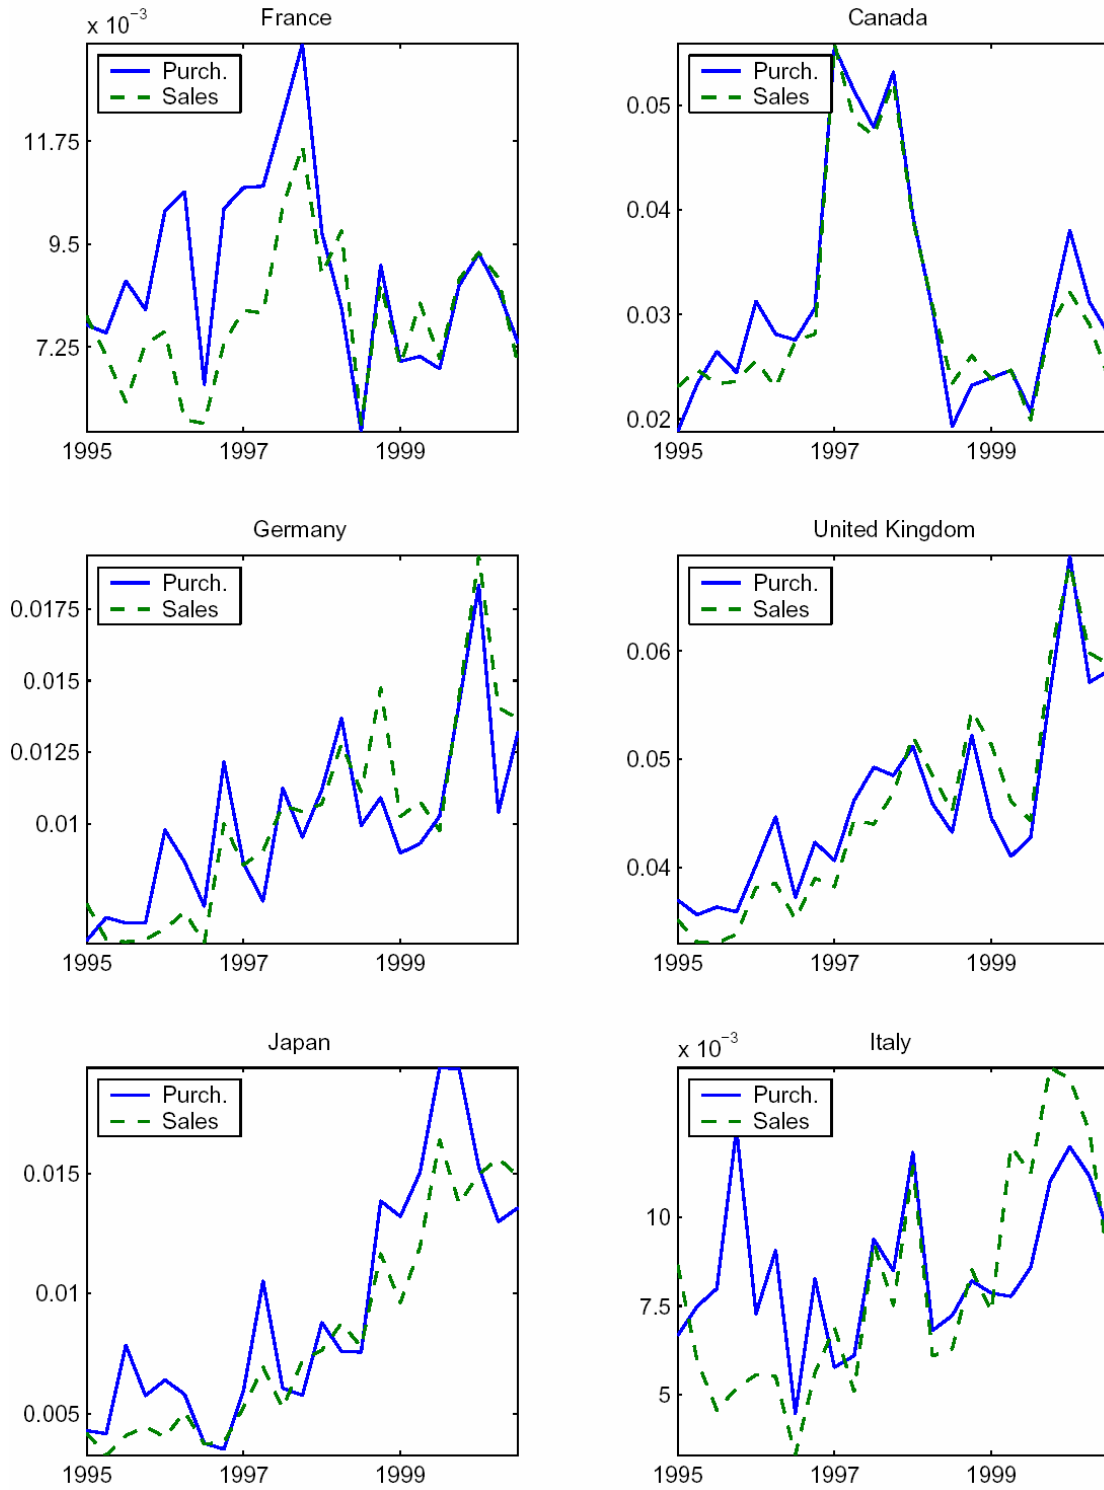 France
x 10⁻³
Purch.
Sales
11.75
9.5
7.25
1995 1997 1999
Canada
Purch.
Sales
0.05
0.04
0.03
0.02
1995 1997 1999
Germany
Purch.
Sales
0.0175
0.015
0.0125
0.01
1995 1997 1999
United Kingdom
Purch.
Sales
0.06
0.05
0.04
1995 1997 1999
Japan
Purch.
Sales
0.015
0.01
0.005
1995 1997 1999
Italy
x 10⁻³
Purch.
Sales
10
7.5
5
1995 1997 1999